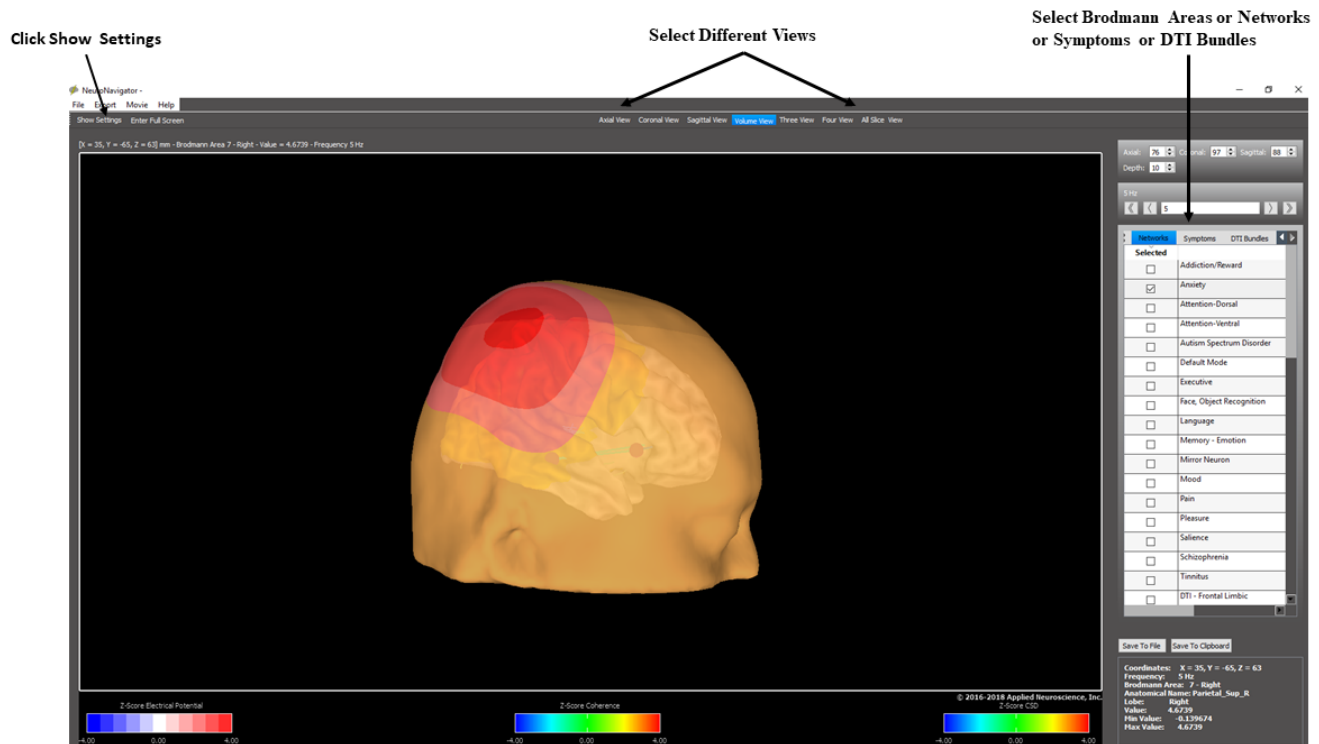 Select Brodmann Areas or Networks
or Symptoms or DTI Bundles
Click Show Settings
Select Different Views
NeuroNavigator -
File Export Movie Help
Show Settings Enter Full Screen
Axial View Coronal View Sagittal View Volume View Three View Four View All Slice View
[X = 35, Y = -65, Z = 63] mm - Brodmann Area 7 - Right - Value = 4.6739 - Frequency 5 Hz
Axial: 76 Coronal: 97 Sagittal: 88
Depth: 10
5 Hz
5
Networks Symptoms DTI Bundles
Selected
Addiction/Reward
Anxiety
Attention-Dorsal
Attention-Ventral
Autism Spectrum Disorder
Default Mode
Executive
Face, Object Recognition
Language
Memory - Emotion
Mirror Neuron
Mood
Pain
Pleasure
Salience
Schizophrenia
Tinnitus
DTI - Frontal Limbic
Save To File Save To Clipboard
Coordinates: X = 35, Y = -65, Z = 63
Frequency: 5 Hz
Brodmann Area: 7 - Right
Anatomical Name: Parietal_Sup_R
Lobe: Right
Value: 4.6739
Min Value: -0.139674
Max Value: 4.6739
© 2016-2018 Applied Neuroscience, Inc.
Z-Score Electrical Potential
-4.00 0.00 4.00
Z-Score Coherence
-4.00 0.00 4.00
Z-Score CSD
-4.00 0.00 4.00